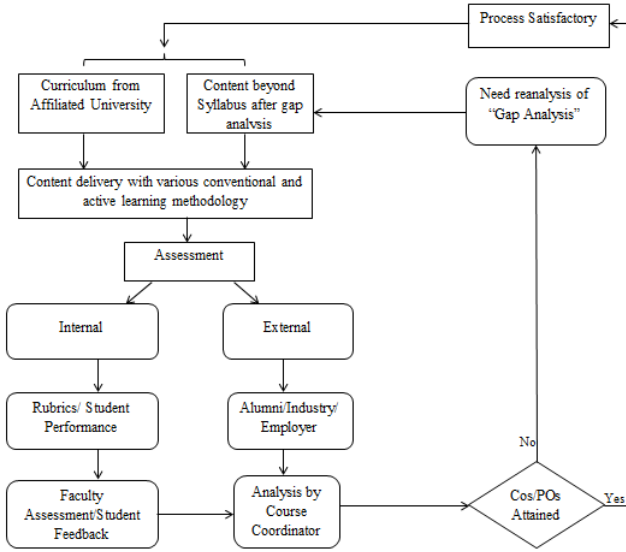 Process Satisfactory
Curriculum from
Affiliated University
Content beyond
Syllabus after gap
analysis
Need reanalysis of
“Gap Analysis”
Content delivery with various conventional and
active learning methodology
Assessment
Internal
External
Rubrics/ Student
Performance
Alumni/Industry/
Employer
No
Faculty
Assessment/Student
Feedback
Analysis by
Course
Coordinator
Cos/POs
Attained
Yes